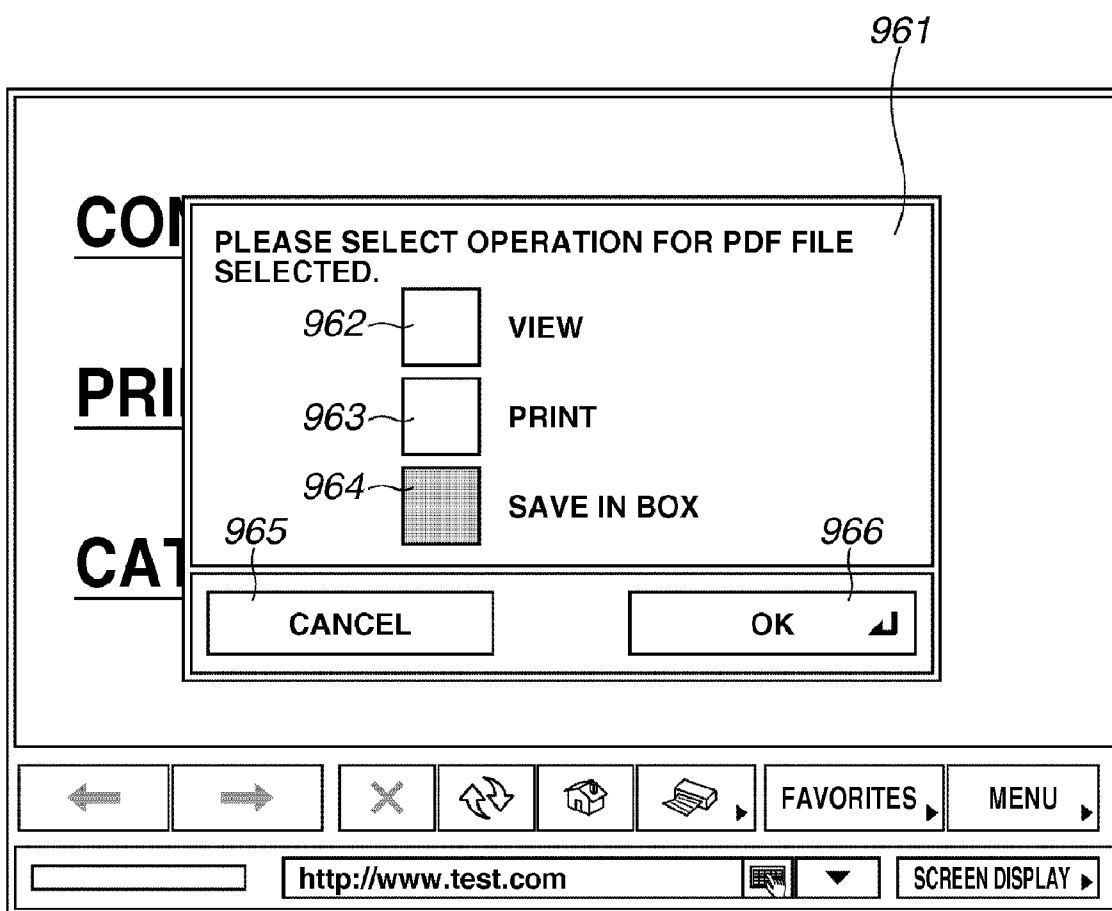 961
CON
PLEASE SELECT OPERATION FOR PDF FILE
SELECTED.
962
VIEW
PRI
963
PRINT
964
SAVE IN BOX
965
966
CAT
CANCEL
OK
FAVORITES
MENU
http://www.test.com
SCREEN DISPLAY